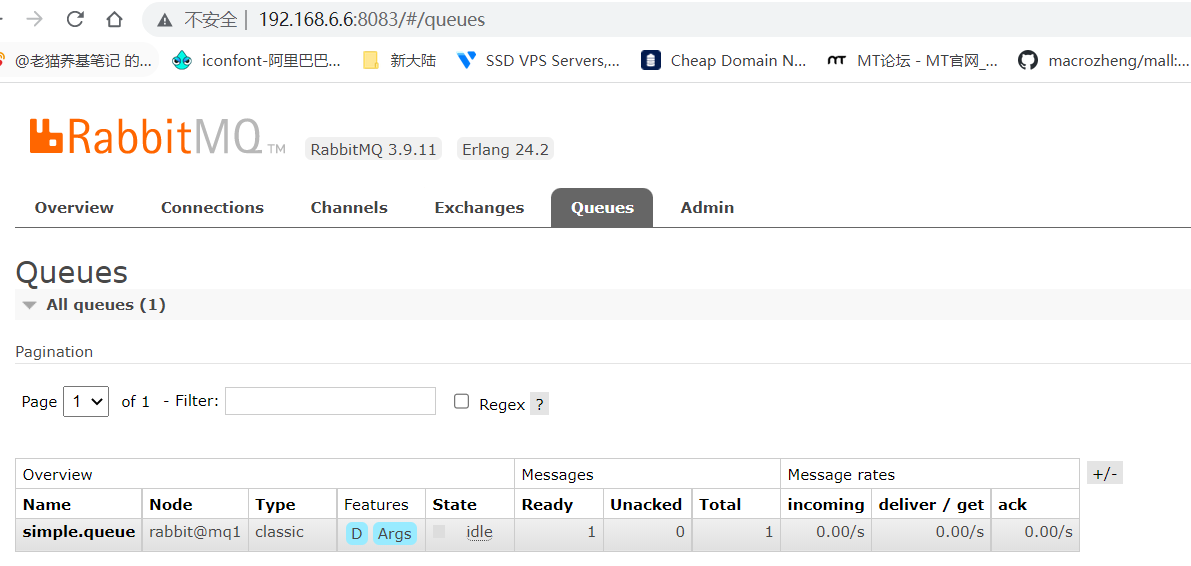 不安全 | 192.168.6.6:8083/#/queues
@老猫养基笔记 的... iconfont-阿里巴巴... 新大陆 SSD VPS Servers,... Cheap Domain N... MT论坛 - MT官网_... macrozheng/mall:...
RabbitMQ TM RabbitMQ 3.9.11 Erlang 24.2
Overview Connections Channels Exchanges Queues Admin
Queues
All queues (1)
Pagination
Page 1 of 1 - Filter: Regex ?
Overview Messages Message rates +/-
Name Node Type Features State Ready Unacked Total incoming deliver / get ack
simple.queue rabbit@mq1 classic D Args idle 1 0 1 0.00/s 0.00/s 0.00/s